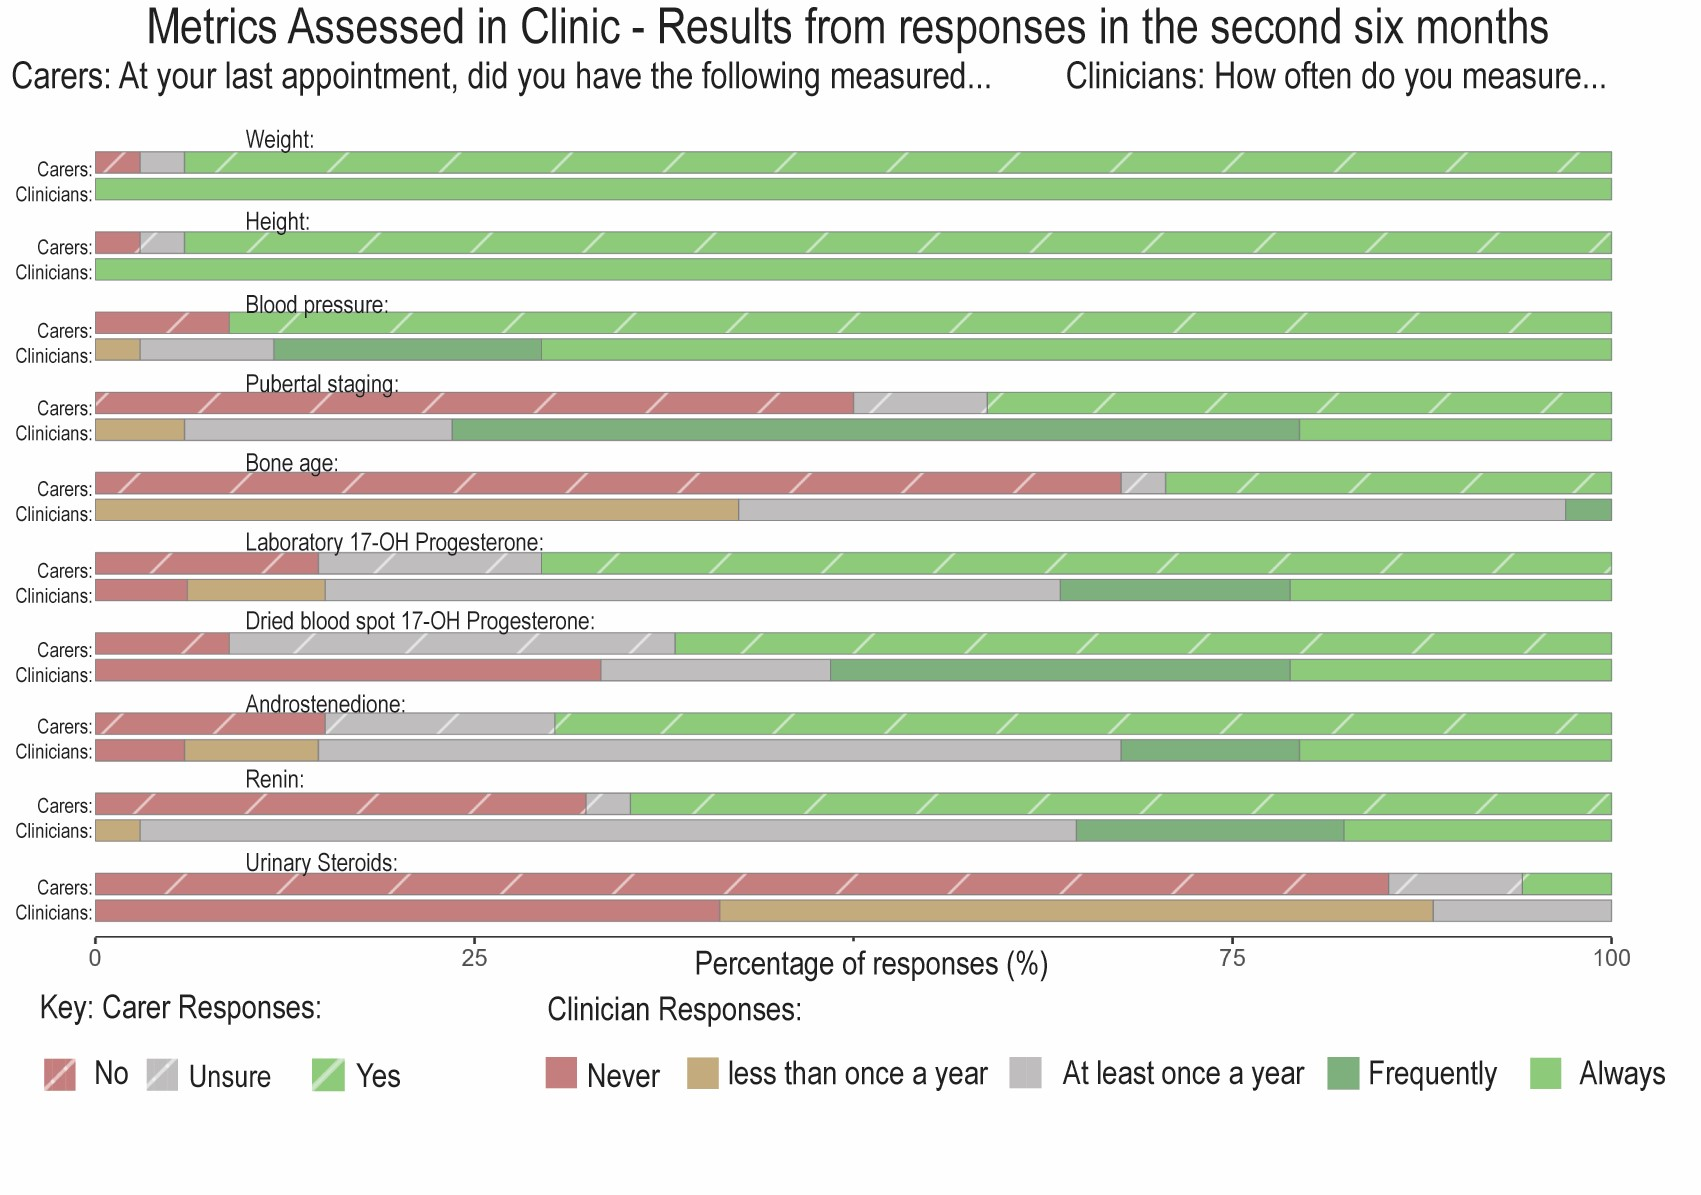 Metrics Assessed in Clinic - Results from responses in the second six months
Carers: At your last appointment, did you have the following measured... Clinicians: How often do you measure...
Weight:
Carers:
Clinicians:
Height:
Carers:
Clinicians:
Blood pressure:
Carers:
Clinicians:
Pubertal staging:
Carers:
Clinicians:
Bone age:
Carers:
Clinicians:
Laboratory 17-OH Progesterone:
Carers:
Clinicians:
Dried blood spot 17-OH Progesterone:
Carers:
Clinicians:
Androstenedione:
Carers:
Clinicians:
Renin:
Carers:
Clinicians:
Urinary Steroids:
Carers:
Clinicians:
0 25 75 100
Percentage of responses (%)
Key: Carer Responses: Clinician Responses:
No Unsure Yes Never less than once a year At least once a year Frequently Always